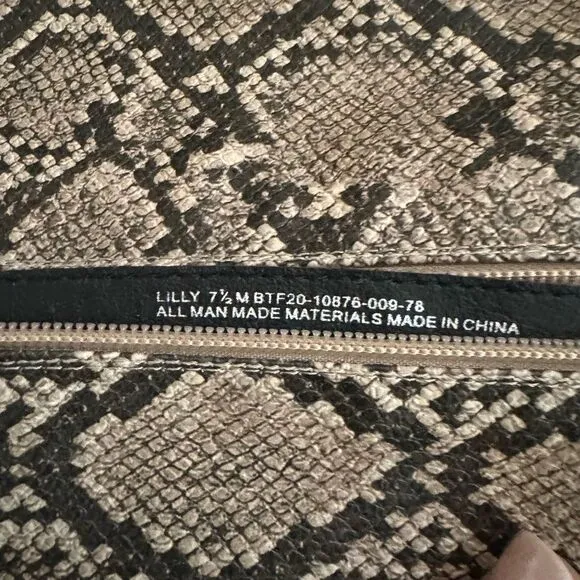 LILLY 7½ M BTF20-10876-009-78
ALL MAN MADE MATERIALS MADE IN CHINA